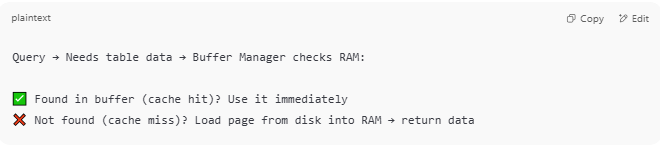 plaintext
Copy
Edit
Query → Needs table data → Buffer Manager checks RAM:
✅ Found in buffer (cache hit)? Use it immediately
❌ Not found (cache miss)? Load page from disk into RAM → return data